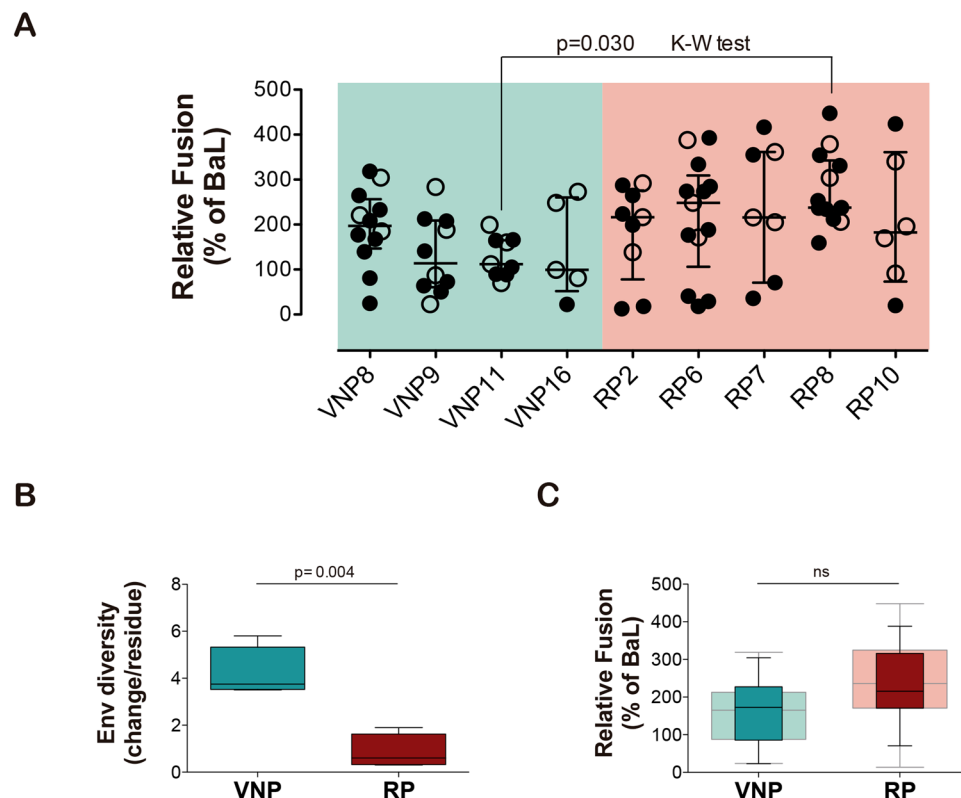 A
p=0.030 K-W test
Relative Fusion
(% of BaL)
500
400
300
200
100
0
VNP8
VNP9
VNP11
VNP16
RP2
RP6
RP7
RP8
RP10
B
Env diversity
(change/residue)
8
6
4
2
0
p= 0.004
VNP
RP
C
Relative Fusion
(% of BaL)
500
400
300
200
100
0
ns
VNP
RP